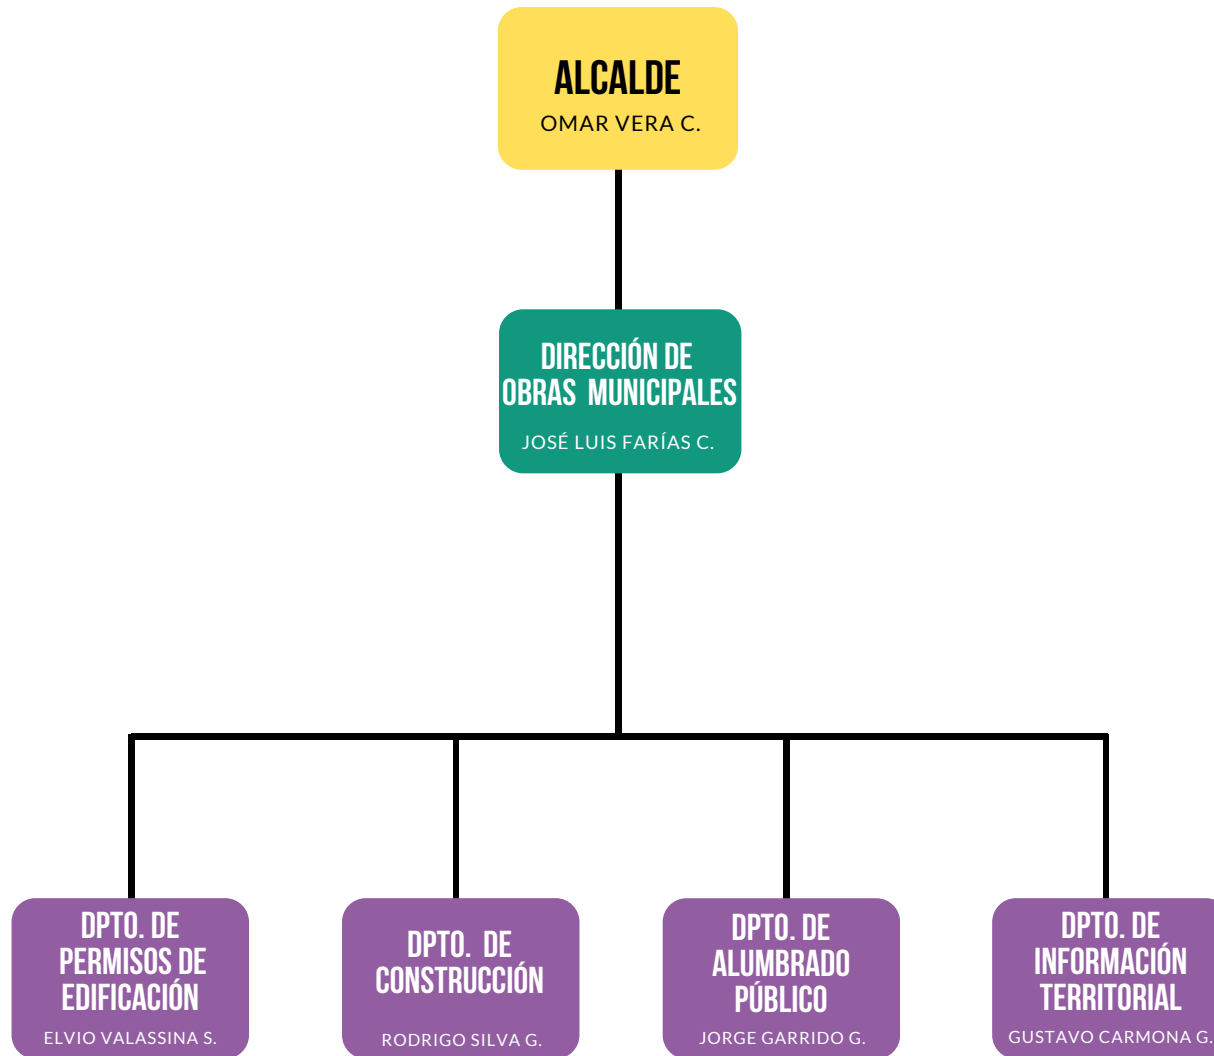 ALCALDE
OMAR VERA C.
DIRECCIÓN DE
OBRAS MUNICIPALES
JOSÉ LUIS FARÍAS C.
DPTO. DE
PERMISOS DE
EDIFICACIÓN
ELVIO VALASSINA S.
DPTO. DE
CONSTRUCCIÓN
RODRIGO SILVA G.
DPTO. DE
ALUMBRADO
PÚBLICO
JORGE GARRIDO G.
DPTO. DE
INFORMACIÓN
TERRITORIAL
GUSTAVO CARMONA G.